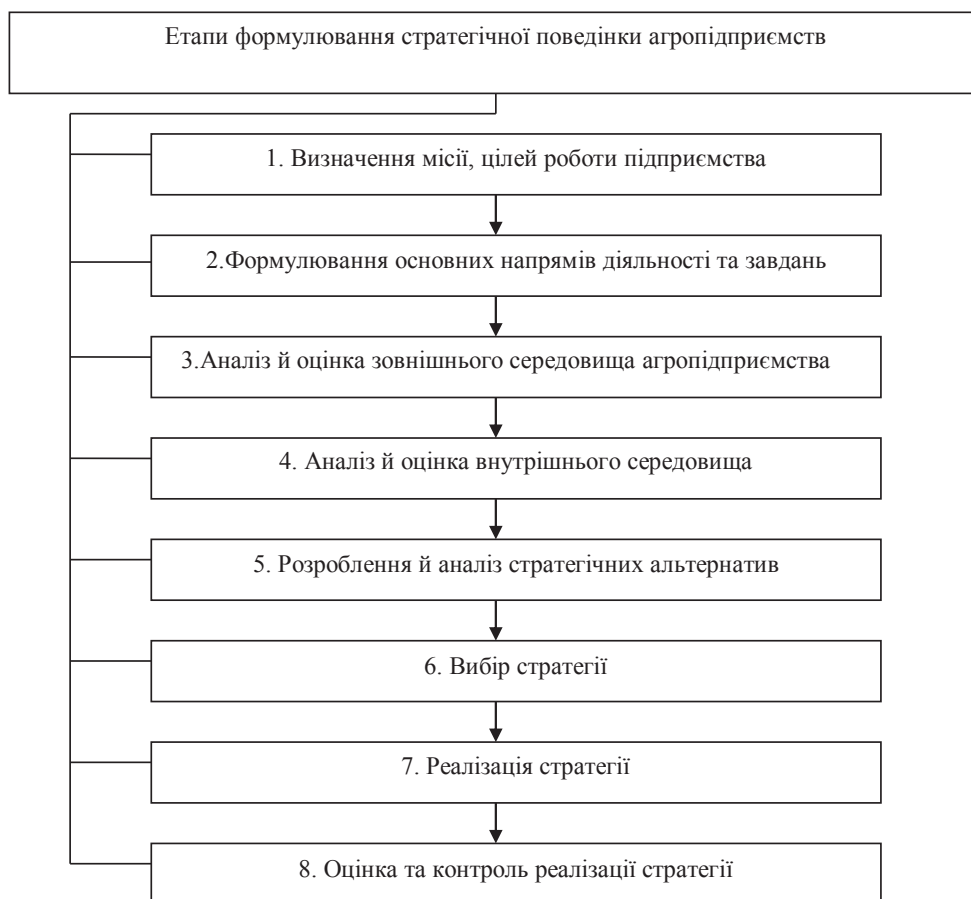 Етапи формулювання стратегічної поведінки агропідприємств
1. Визначення місії, цілей роботи підприємства
2.Формулювання основних напрямів діяльності та завдань
3.Аналіз й оцінка зовнішнього середовища агропідприємства
4. Аналіз й оцінка внутрішнього середовища
5. Розроблення й аналіз стратегічних альтернатив
6. Вибір стратегії
7. Реалізація стратегії
8. Оцінка та контроль реалізації стратегії